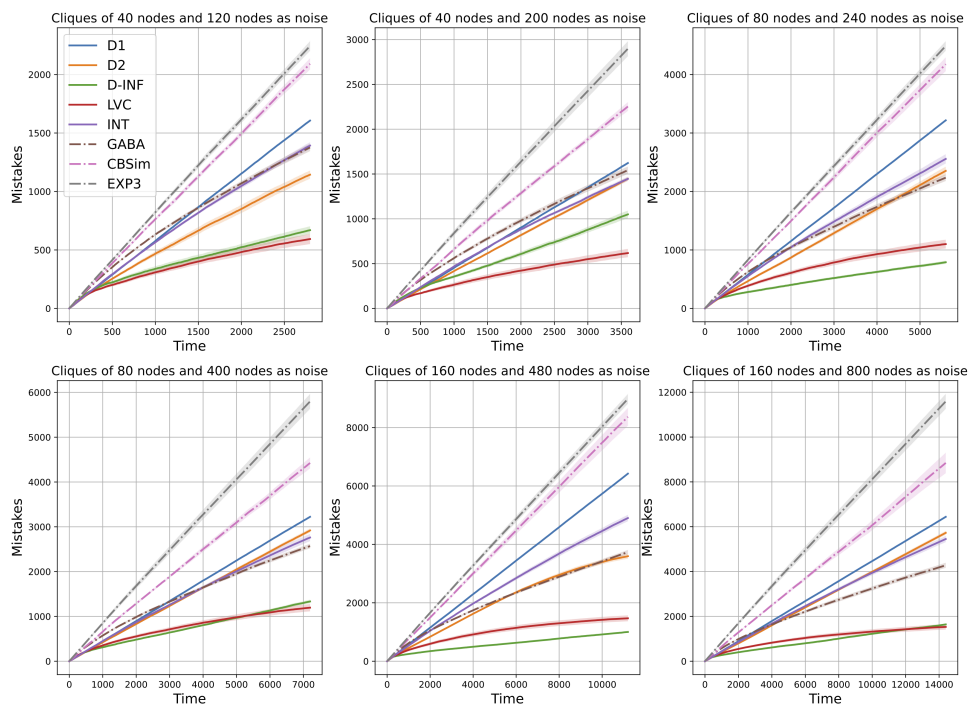 Cliques of 40 nodes and 120 nodes as noise
Mistakes
2000
1500
1000
500
0
D1
D2
D-INF
LVC
INT
GABA
CBSim
EXP3
0 500 1000 1500 2000 2500
Time
Cliques of 40 nodes and 200 nodes as noise
Mistakes
3000
2500
2000
1500
1000
500
0
0 500 1000 1500 2000 2500 3000 3500
Time
Cliques of 80 nodes and 240 nodes as noise
Mistakes
4000
3000
2000
1000
0
0 1000 2000 3000 4000 5000
Time
Cliques of 80 nodes and 400 nodes as noise
Mistakes
6000
5000
4000
3000
2000
1000
0
0 1000 2000 3000 4000 5000 6000 7000
Time
Cliques of 160 nodes and 480 nodes as noise
Mistakes
8000
6000
4000
2000
0
0 2000 4000 6000 8000 10000
Time
Cliques of 160 nodes and 800 nodes as noise
Mistakes
12000
10000
8000
6000
4000
2000
0
0 2000 4000 6000 8000 10000 12000 14000
Time